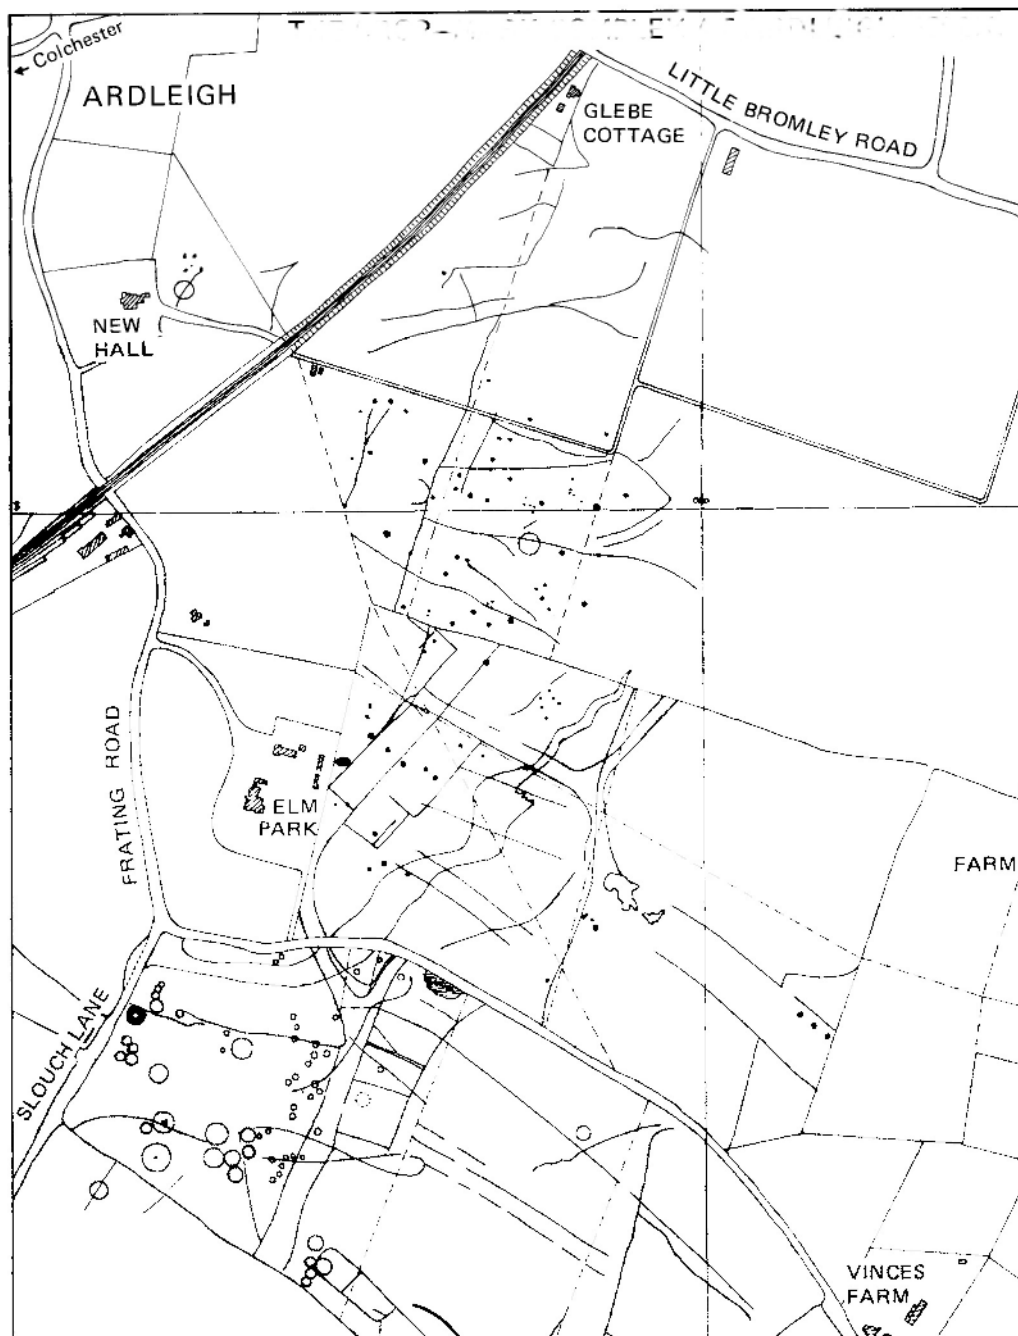 ← Colchester
ARDLEIGH
LITTLE BROMLEY ROAD
GLEBE
COTTAGE
NEW
HALL
FRATING ROAD
ELM
PARK
FARM
SLOUCH LANE
VINCES
FARM